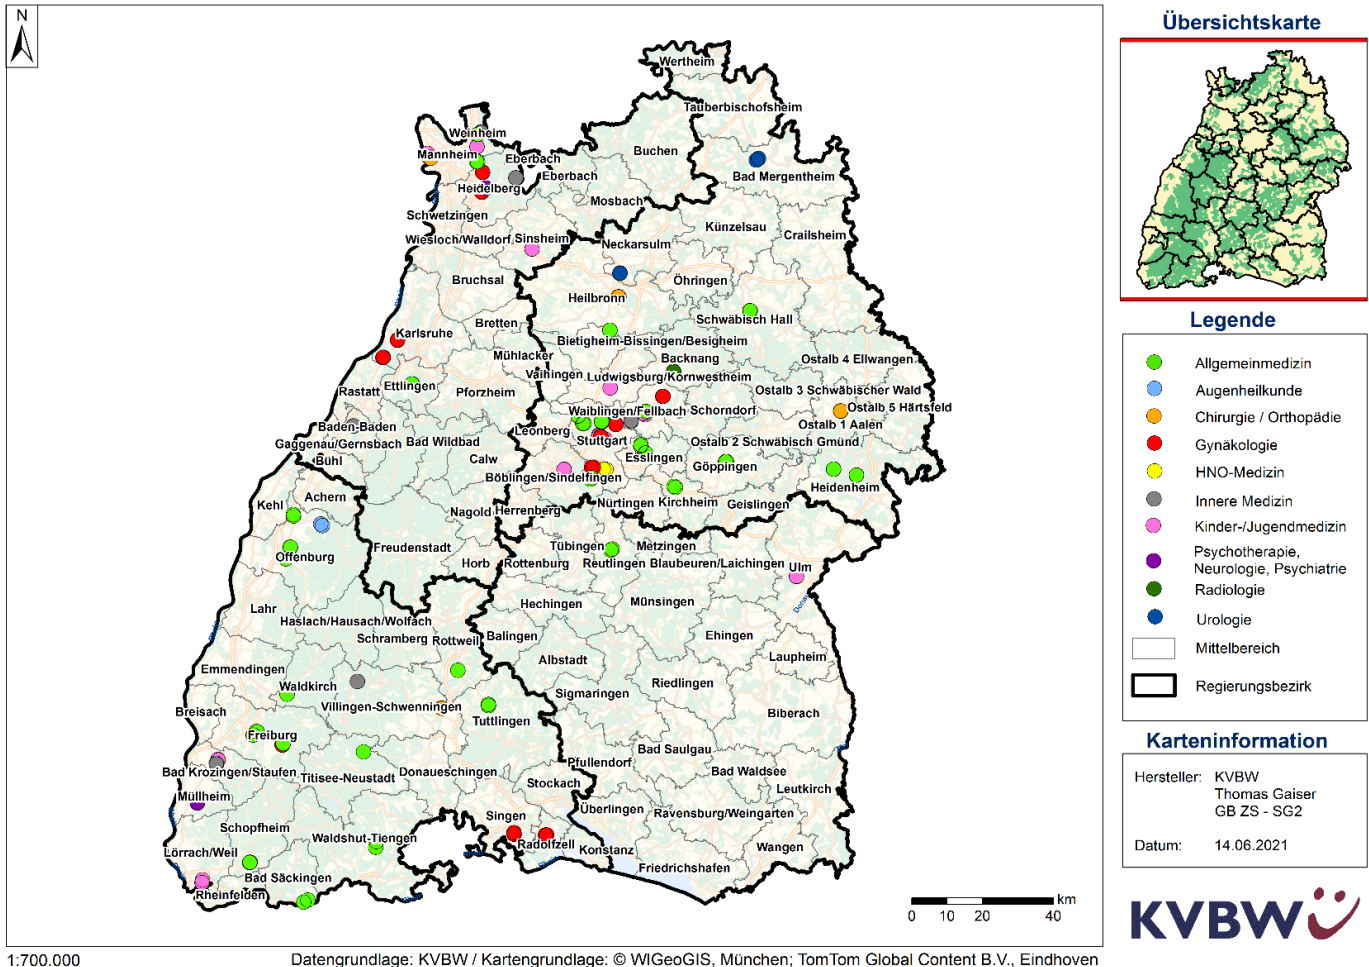 N
Wertheim
Tauberbischofsheim
Weinheim
Mannheim
Eberbach
Buchen
Eberbach
Bad Mergentheim
Heidelberg
Mosbach
Schwetzingen
Künzelsau
Crailsheim
Wiesloch/Walldorf
Sinsheim
Neckarsulm
Bruchsal
Öhringen
Heilbronn
Schwäbisch Hall
Bretten
Karlsruhe
Bietigheim-Bissingen/Besigheim
Mühlacker
Backnang
Ostalb 4 Ellwangen
Vaihingen
Ludwigsburg/Kornwestheim
Rastatt
Ettlingen
Pforzheim
Ostalb 3 Schwäbischer Wald
Waiblingen/Fellbach
Schorndorf
Ostalb 5 Härtsfeld
Baden-Baden
Leonberg
Ostalb 1 Aalen
Gaggenau/Gernsbach
Bad Wildbad
Stuttgart
Ostalb 2 Schwäbisch Gmünd
Bühl
Calw
Esslingen
Göppingen
Böblingen/Sindelfingen
Heidenheim
Achern
Kehl
Nagold
Herrenberg
Nürtingen
Kirchheim
Geislingen
Freudenstadt
Tübingen
Metzingen
Offenburg
Horb
Rottenburg
Reutlingen
Blaubeuren/Laichingen
Ulm
Donau
Lahr
Hechingen
Münsingen
Haslach/Hausach/Wolfach
Schramberg
Rottweil
Balingen
Ehingen
Laupheim
Emmendingen
Albstadt
Waldkirch
Riedlingen
Sigmaringen
Breisach
Villingen-Schwenningen
Tuttlingen
Biberach
Freiburg
Bad Saulgau
Pfullendorf
Bad Krozingen/Staufen
Titisee-Neustadt
Donaueschingen
Bad Waldsee
Stockach
Leutkirch
Müllheim
Überlingen
Ravensburg/Weingarten
Schopfheim
Singen
Waldshut-Tiengen
Radolfzell
Konstanz
Wangen
Lörrach/Weil
Friedrichshafen
Bad Säckingen
Rheinfelden
km
0 10 20 40
1:700.000
Datengrundlage: KVBW / Kartengrundlage: © WIGeoGIS, München; TomTom Global Content B.V., Eindhoven
Übersichtskarte
Legende
Allgemeinmedizin
Augenheilkunde
Chirurgie / Orthopädie
Gynäkologie
HNO-Medizin
Innere Medizin
Kinder-/Jugendmedizin
Psychotherapie,
Neurologie, Psychiatrie
Radiologie
Urologie
Mittelbereich
Regierungsbezirk
Karteninformation
Hersteller: KVBW
Thomas Gaiser
GB ZS - SG2
Datum: 14.06.2021
KVBW